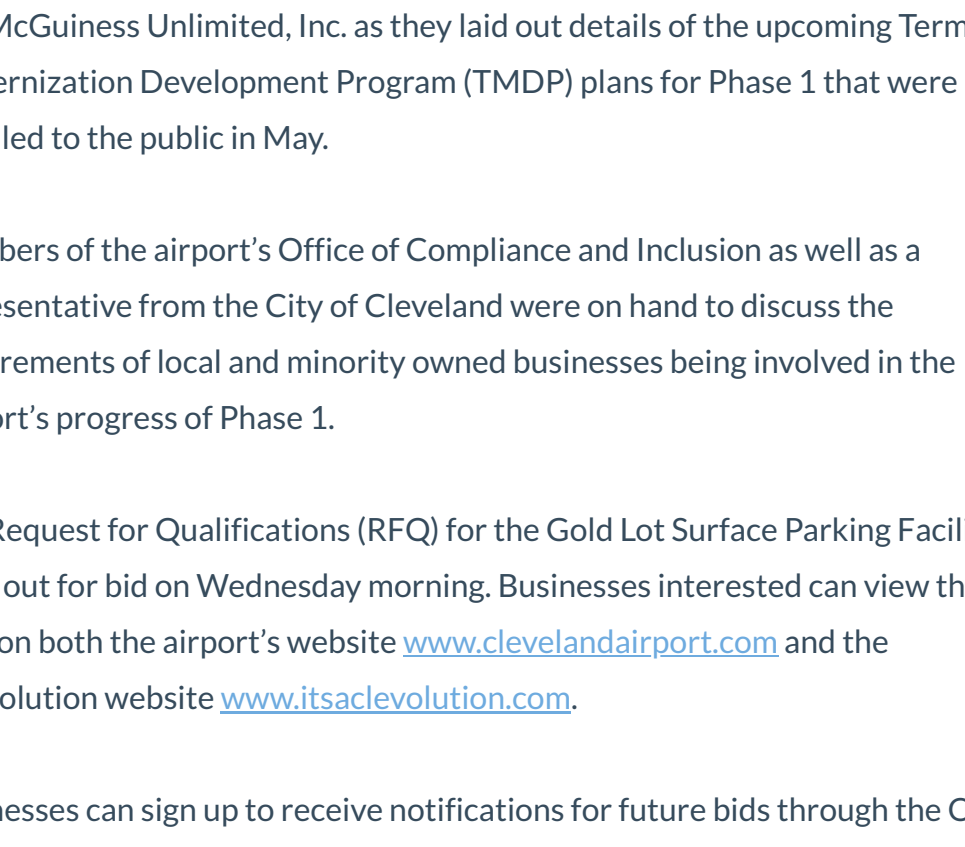 McGuiness Unlimited, Inc. as they laid out details of the upcoming Term
ernization Development Program (TMDP) plans for Phase 1 that were
led to the public in May.
bers of the airport’s Office of Compliance and Inclusion as well as a
esentative from the City of Cleveland were on hand to discuss the
rements of local and minority owned businesses being involved in the
ort’s progress of Phase 1.
Request for Qualifications (RFQ) for the Gold Lot Surface Parking Facili
out for bid on Wednesday morning. Businesses interested can view th
on both the airport’s website www.clevelandairport.com and the
olution website www.itsaclevolution.com.
nesses can sign up to receive notifications for future bids through the C